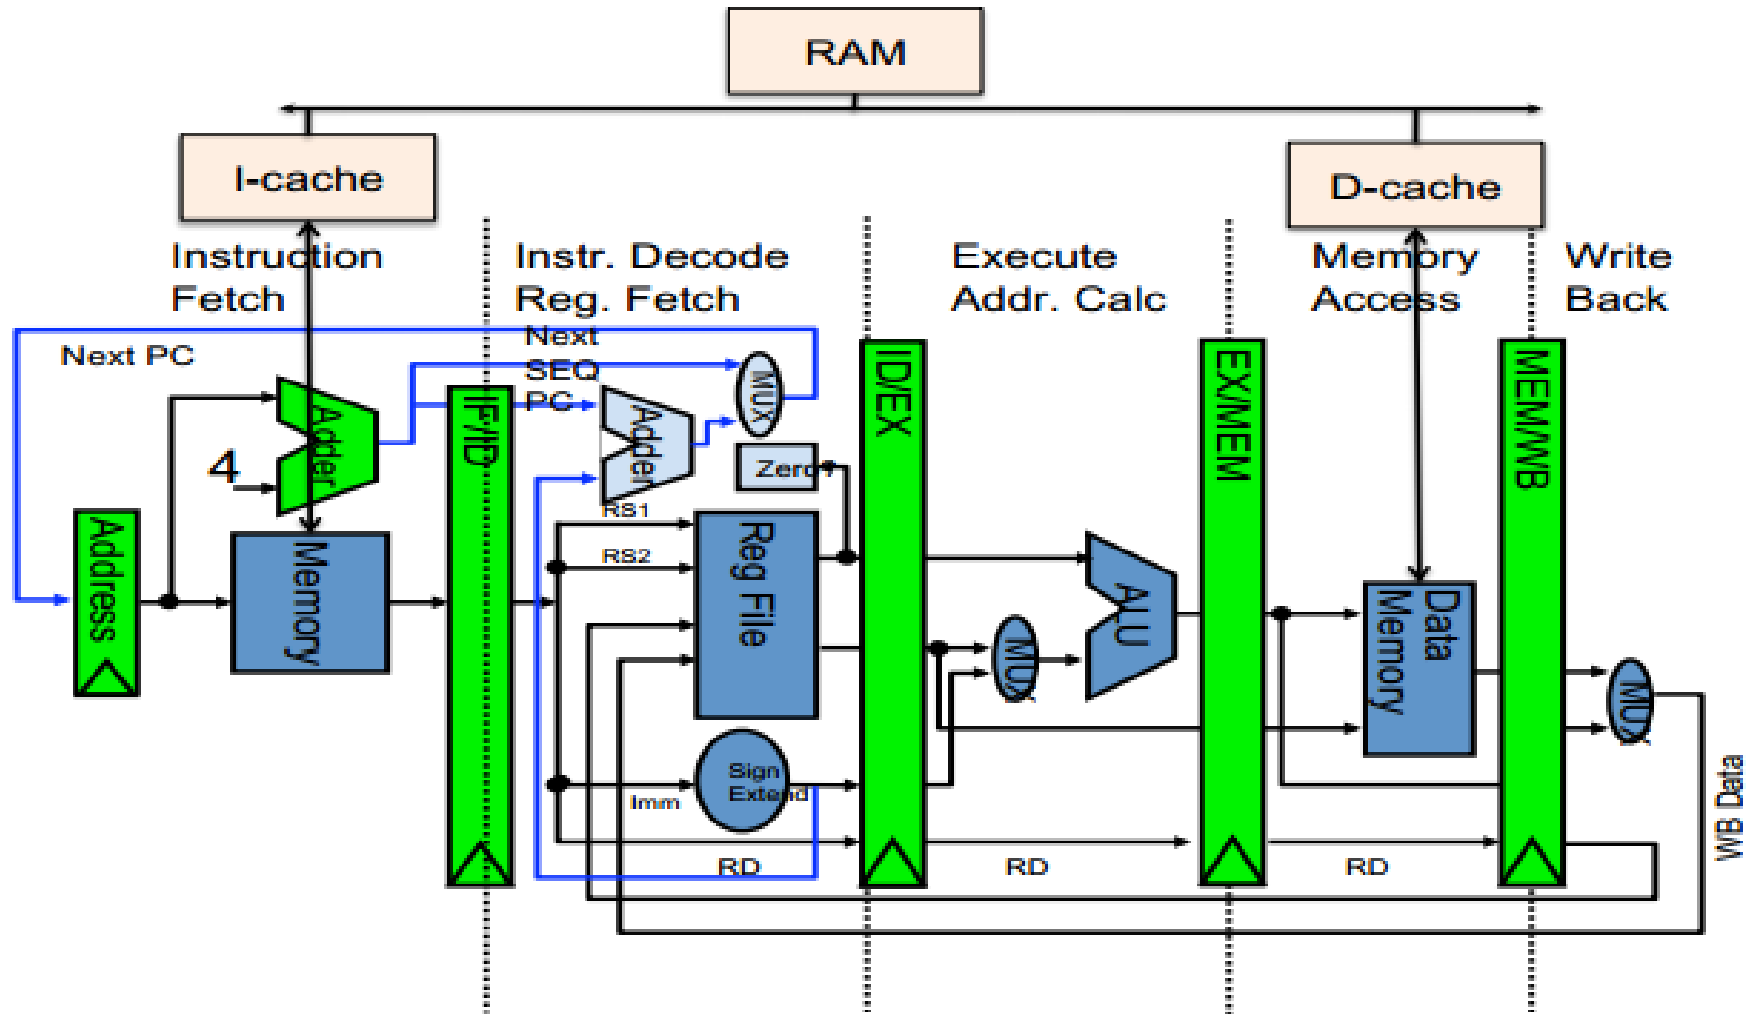 RAM
I-cache
D-cache
Instruction
Fetch
Instr. Decode
Reg. Fetch
Execute
Addr. Calc
Memory
Access
Write
Back
Next PC
Next
SEQ
PC
Adder
4
IF/ID
Adder
MUX
Zero?
ID/EX
EX/MEM
MEM/WB
Address
Memory
RS1
RS2
Reg File
MUX
ALU
Data
Memory
MUX
Sign
Extend
Imm
RD
RD
RD
WB Data